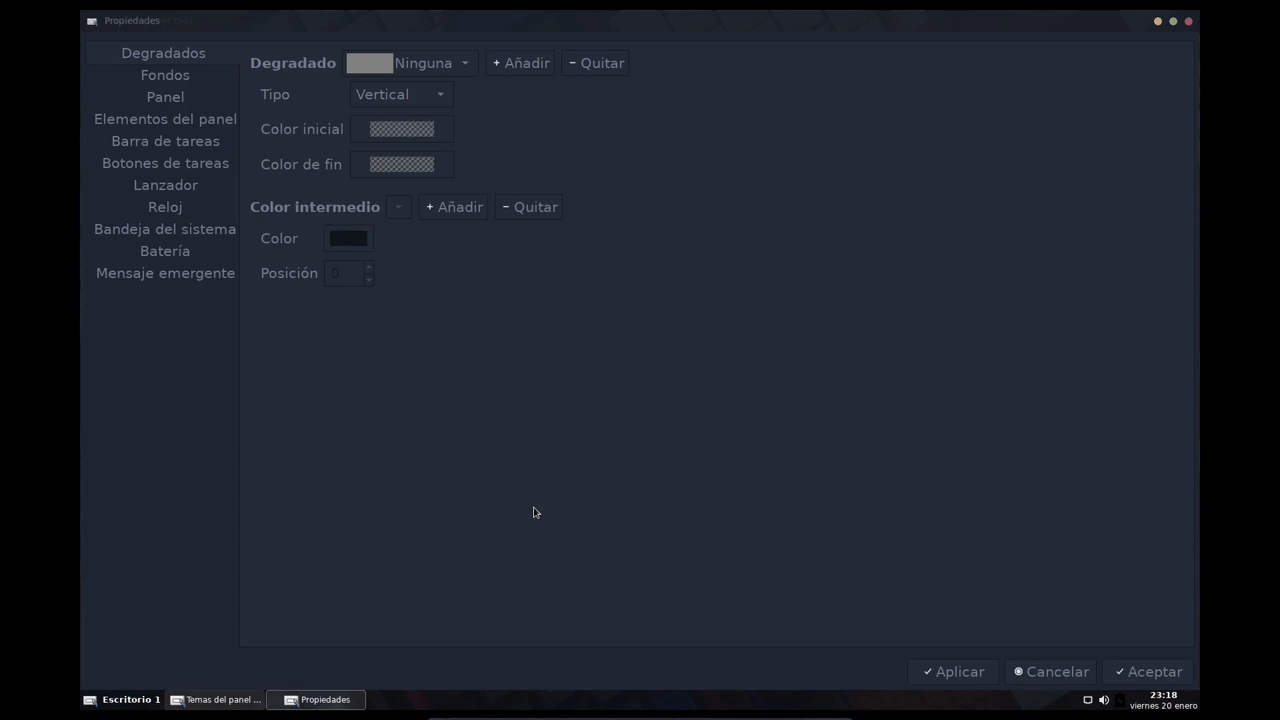 Propiedades
Degradados
Fondos
Panel
Elementos del panel
Barra de tareas
Botones de tareas
Lanzador
Reloj
Bandeja del sistema
Batería
Mensaje emergente
Degradado Ninguna + Añadir − Quitar
Tipo Vertical
Color inicial
Color de fin
Color intermedio + Añadir − Quitar
Color
Posición 0
Aplicar Cancelar Aceptar
Escritorio 1 Temas del panel ... Propiedades
23:18
viernes 20 enero